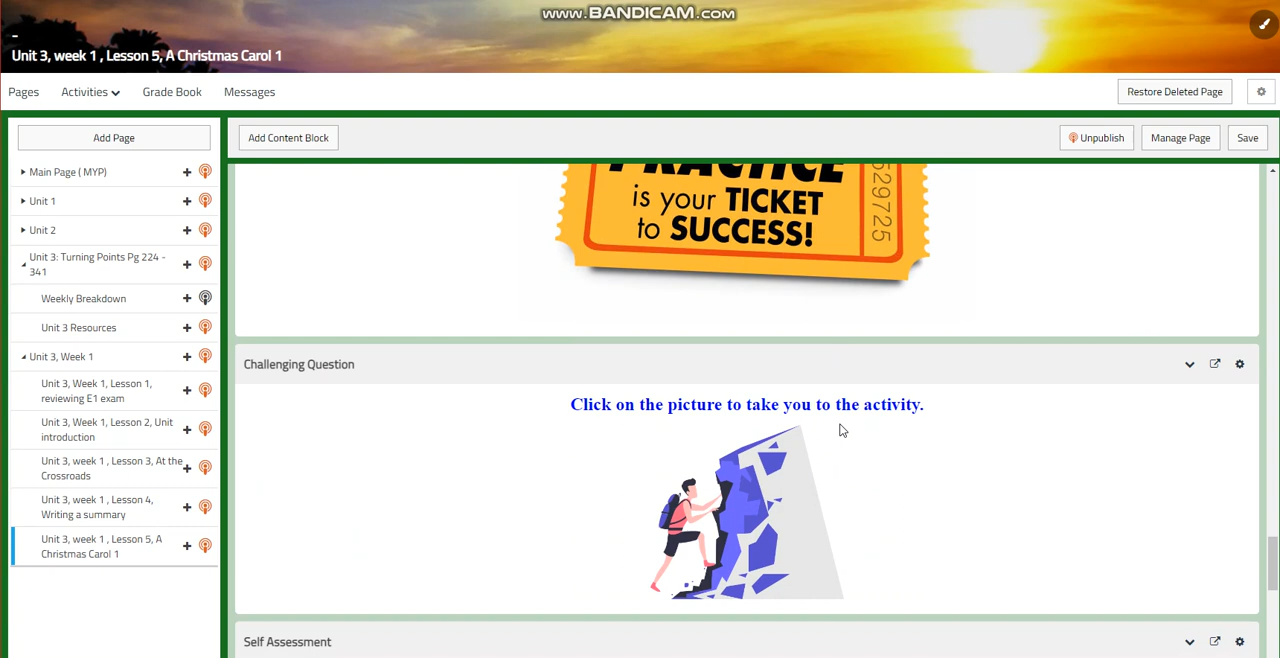 www.BANDICAM.com
-
Unit 3, week 1 , Lesson 5, A Christmas Carol 1
Pages
Activities
Grade Book
Messages
Restore Deleted Page
Add Page
Add Content Block
Unpublish
Manage Page
Save
Main Page ( MYP)
Unit 1
Unit 2
Unit 3: Turning Points Pg 224 -
341
Weekly Breakdown
Unit 3 Resources
Unit 3, Week 1
Unit 3, Week 1, Lesson 1,
reviewing E1 exam
Unit 3, Week 1, Lesson 2, Unit
introduction
Unit 3, week 1 , Lesson 3, At the
Crossroads
Unit 3, week 1 , Lesson 4,
Writing a summary
Unit 3, week 1 , Lesson 5, A
Christmas Carol 1
PRACTICE
is your TICKET
to SUCCESS!
529725
Challenging Question
Click on the picture to take you to the activity.
Self Assessment